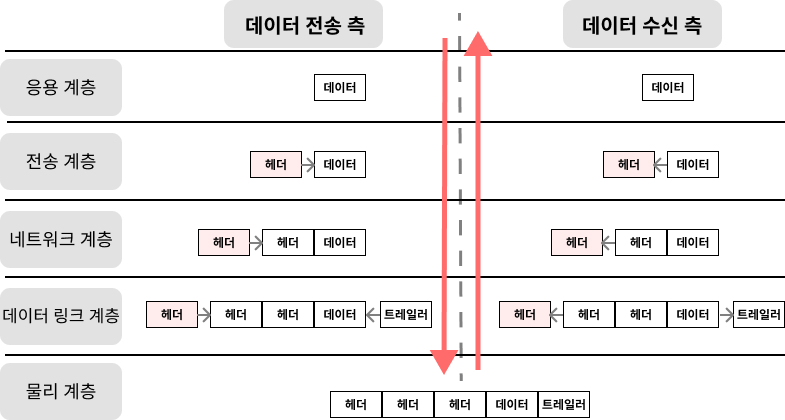 데이터 전송 측
데이터 수신 측
응용 계층
데이터
데이터
전송 계층
헤더 데이터
헤더 데이터
네트워크 계층
헤더 헤더 데이터
헤더 헤더 데이터
데이터 링크 계층
헤더 헤더 헤더 데이터 트레일러
헤더 헤더 헤더 데이터 트레일러
물리 계층
헤더 헤더 헤더 데이터 트레일러